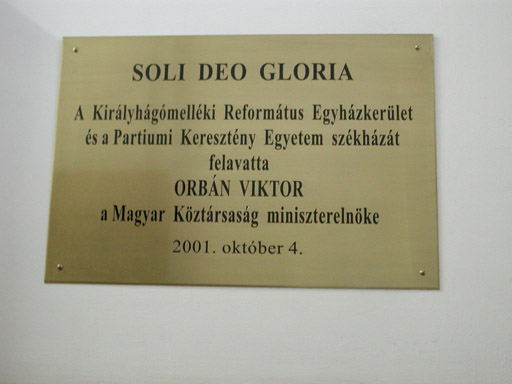 SOLI DEO GLORIA
A Királyhágómelléki Református Egyházkerület
és a Partiumi Keresztény Egyetem székházát
felavatta
ORBÁN VIKTOR
a Magyar Köztársaság miniszterelnöke
2001. október 4.